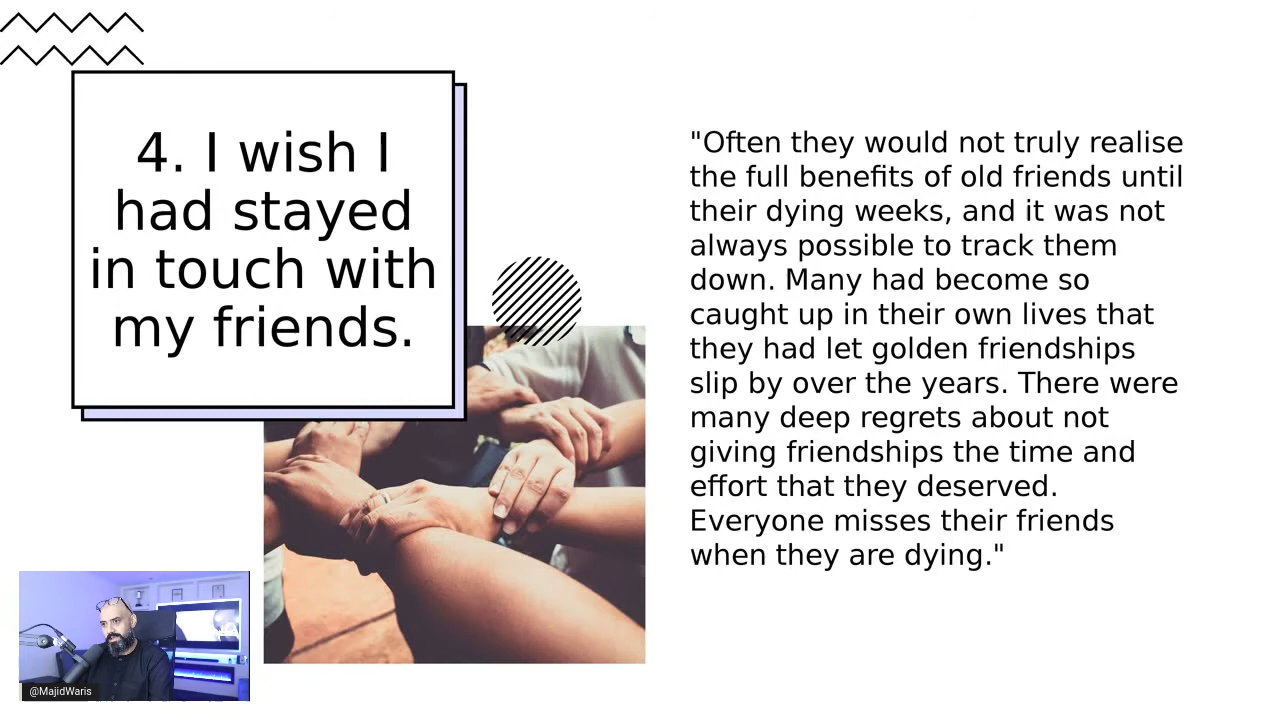 4. I wish I
had stayed
in touch with
my friends.
"Often they would not truly realise
the full benefits of old friends until
their dying weeks, and it was not
always possible to track them
down. Many had become so
caught up in their own lives that
they had let golden friendships
slip by over the years. There were
many deep regrets about not
giving friendships the time and
effort that they deserved.
Everyone misses their friends
when they are dying."
@MajidWaris